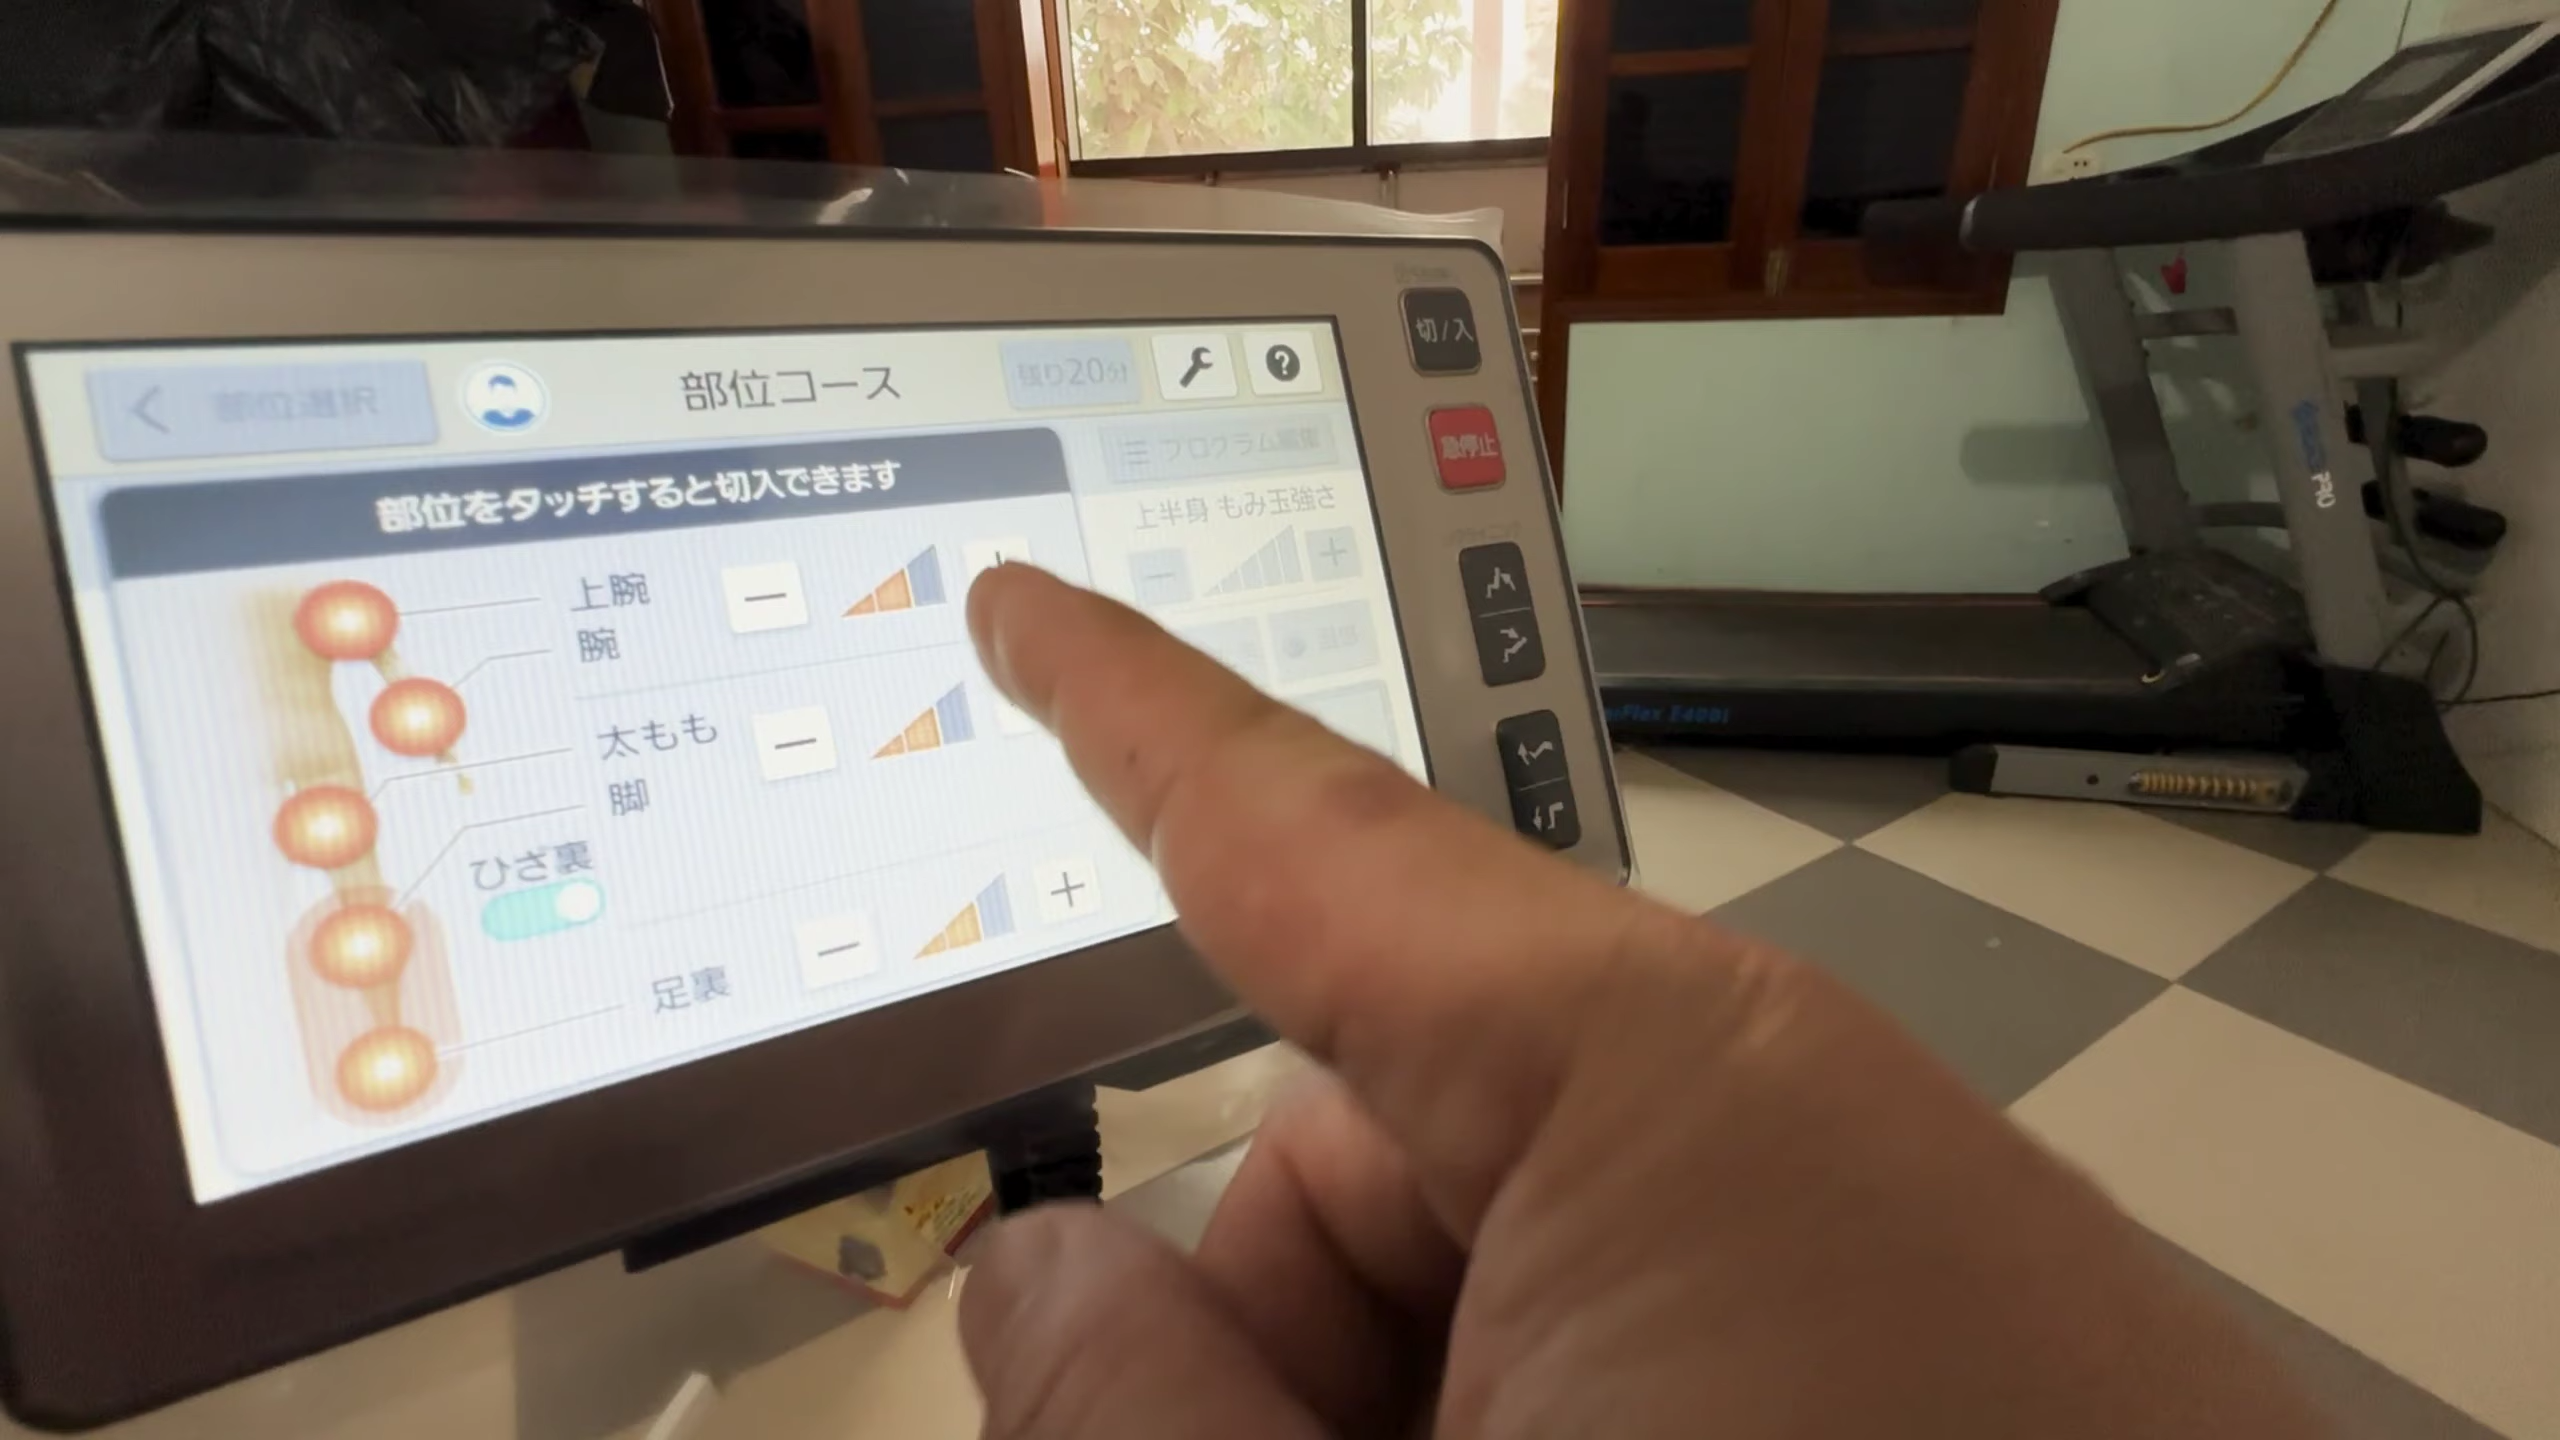 部位選択
部位コース
残り20分
プログラム編集
部位をタッチすると切入できます
上半身 もみ玉強さ
上腕
腕
太もも
脚
ひざ裏
足裏
切/入
急停止
PRO
Flex E400i